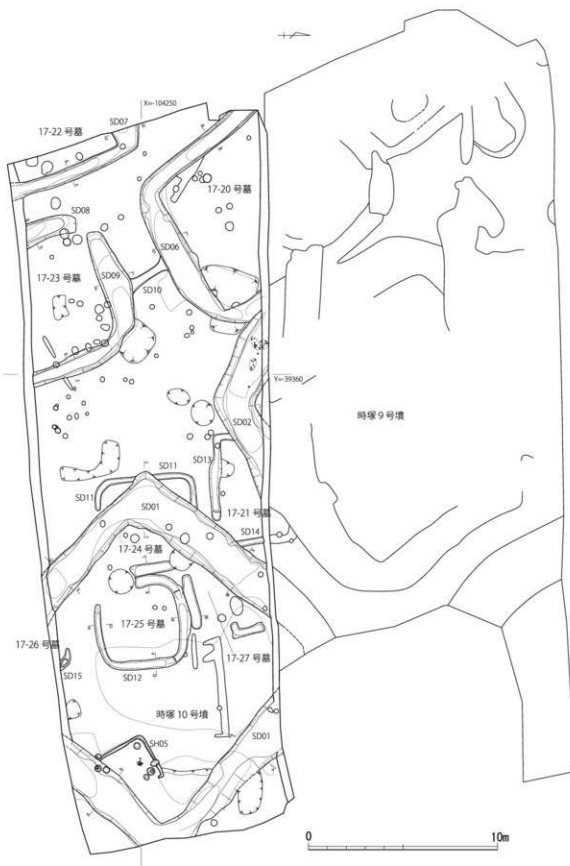 X=-104250
SD07
17-22 号墓
17-20 号墓
SD08
SD06
17-23 号墓
SD09
SD10
Y=-39360
時塚９号墳
SD02
SD13
SD11
SD11
SD01
17-21 号墓
SD14
17-24 号墓
17-25 号墓
17-26 号墓
17-27 号墓
SD15
SD12
時塚 10 号墳
SD01
SH05
0
10m